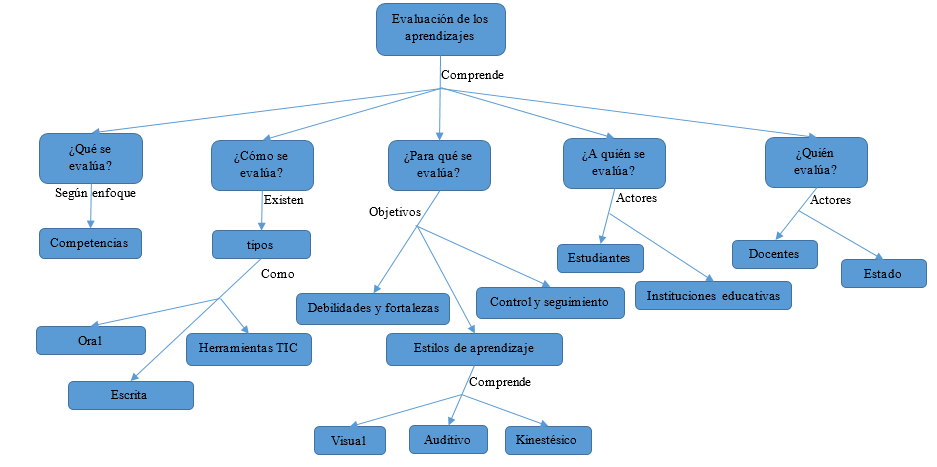 Evaluación de los
aprendizajes
Comprende
¿Qué se
evalúa?
¿Cómo se
evalúa?
¿Para qué se
evalúa?
¿A quién se
evalúa?
¿Quién
evalúa?
Según enfoque
Existen
Objetivos
Actores
Actores
Competencias
tipos
Estudiantes
Docentes
Estado
Como
Debilidades y fortalezas
Control y seguimiento
Instituciones educativas
Oral
Herramientas TIC
Estilos de aprendizaje
Escrita
Comprende
Visual
Auditivo
Kinestésico